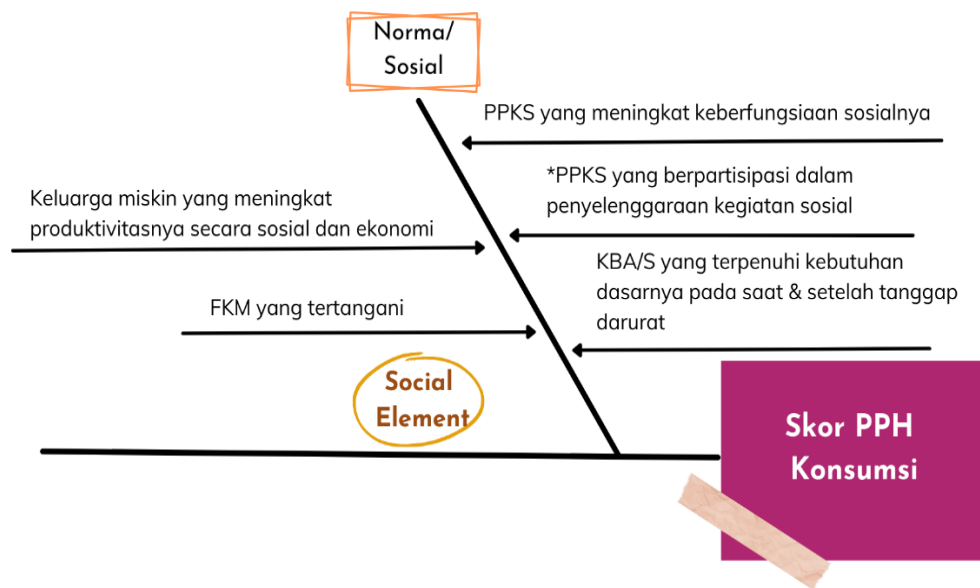 Norma/
Sosial
PPKS yang meningkat keberfungsiaan sosialnya
*PPKS yang berpartisipasi dalam
penyelenggaraan kegiatan sosial
Keluarga miskin yang meningkat
produktivitasnya secara sosial dan ekonomi
KBA/S yang terpenuhi kebutuhan
dasarnya pada saat & setelah tanggap
darurat
FKM yang tertangani
Social
Element
Skor PPH
Konsumsi